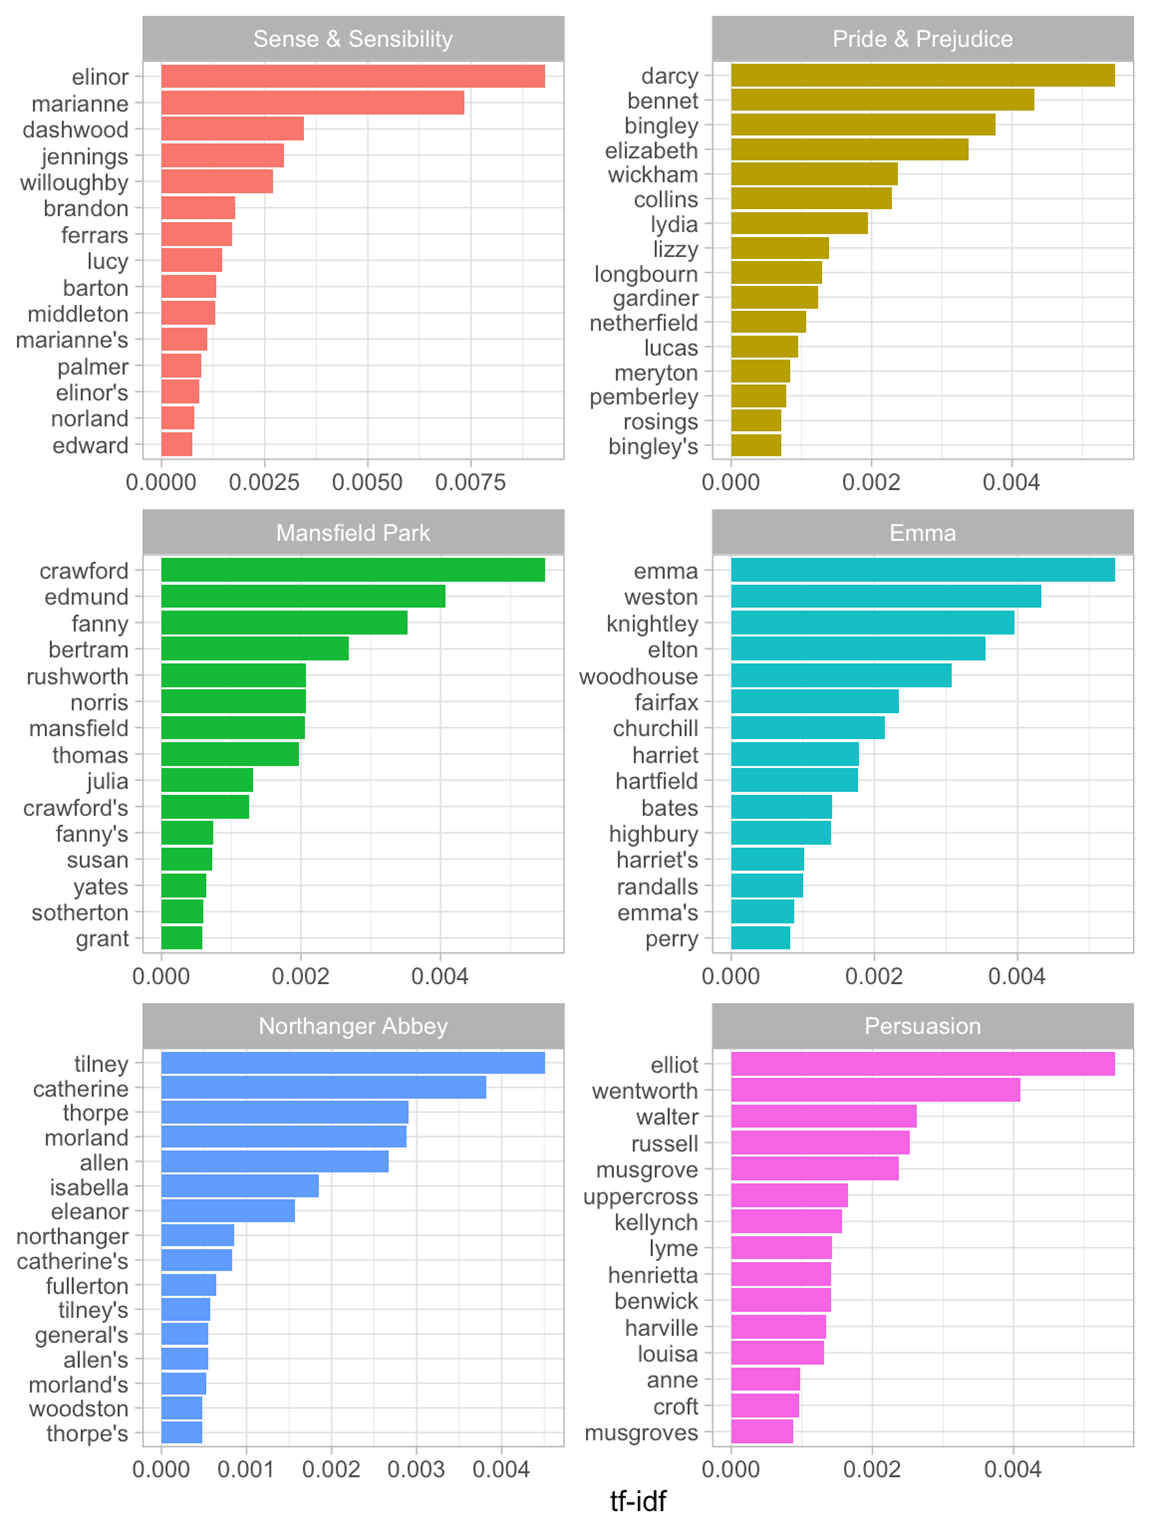 Sense & Sensibility
elinor
marianne
dashwood
jennings
willoughby
brandon
ferrars
lucy
barton
middleton
marianne's
palmer
elinor's
norland
edward
0.0000 0.0025 0.0050 0.0075
Pride & Prejudice
darcy
bennet
bingley
elizabeth
wickham
collins
lydia
lizzy
longbourn
gardiner
netherfield
lucas
meryton
pemberley
rosings
bingley's
0.000 0.002 0.004
Mansfield Park
crawford
edmund
fanny
bertram
rushworth
norris
mansfield
thomas
julia
crawford's
fanny's
susan
yates
sotherton
grant
0.000 0.002 0.004
Emma
emma
weston
knightley
elton
woodhouse
fairfax
churchill
harriet
hartfield
bates
highbury
harriet's
randalls
emma's
perry
0.000 0.002 0.004
Northanger Abbey
tilney
catherine
thorpe
morland
allen
isabella
eleanor
northanger
catherine's
fullerton
tilney's
general's
allen's
morland's
woodston
thorpe's
0.000 0.001 0.002 0.003 0.004
Persuasion
elliot
wentworth
walter
russell
musgrove
uppercross
kellynch
lyme
henrietta
benwick
harville
louisa
anne
croft
musgroves
0.000 0.002 0.004
tf-idf